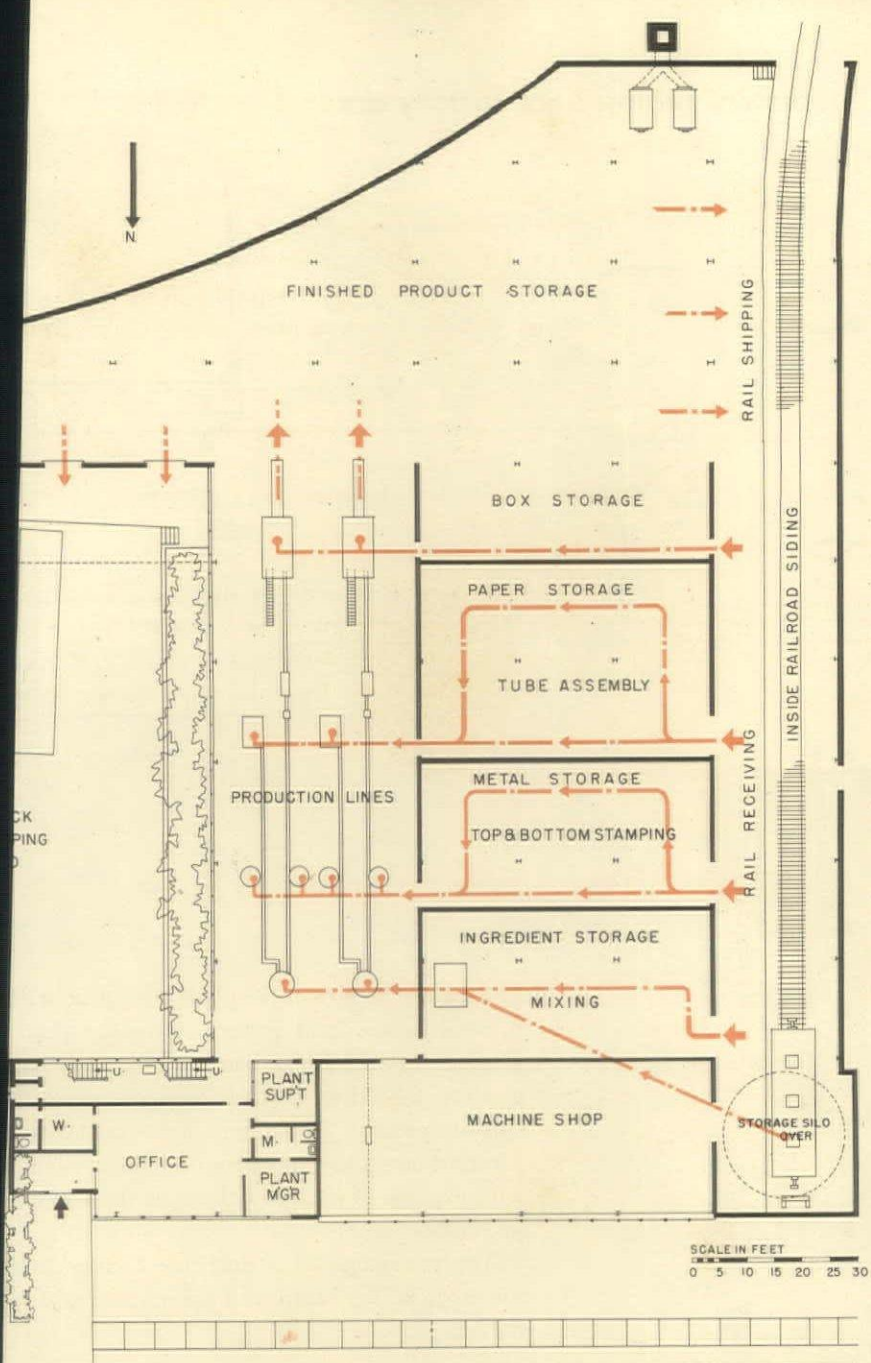 N.
FINISHED PRODUCT STORAGE
RAIL SHIPPING
BOX STORAGE
INSIDE RAILROAD SIDING
PAPER STORAGE
TUBE ASSEMBLY
RAIL RECEIVING
METAL STORAGE
PRODUCTION LINES
TOP & BOTTOM STAMPING
CK
PING
D
INGREDIENT STORAGE
MIXING
U.
U.
PLANT
SUP'T
MACHINE SHOP
STORAGE SILO
OVER
W.
M.
OFFICE
PLANT
MGR
SCALE IN FEET
0 5 10 15 20 25 30